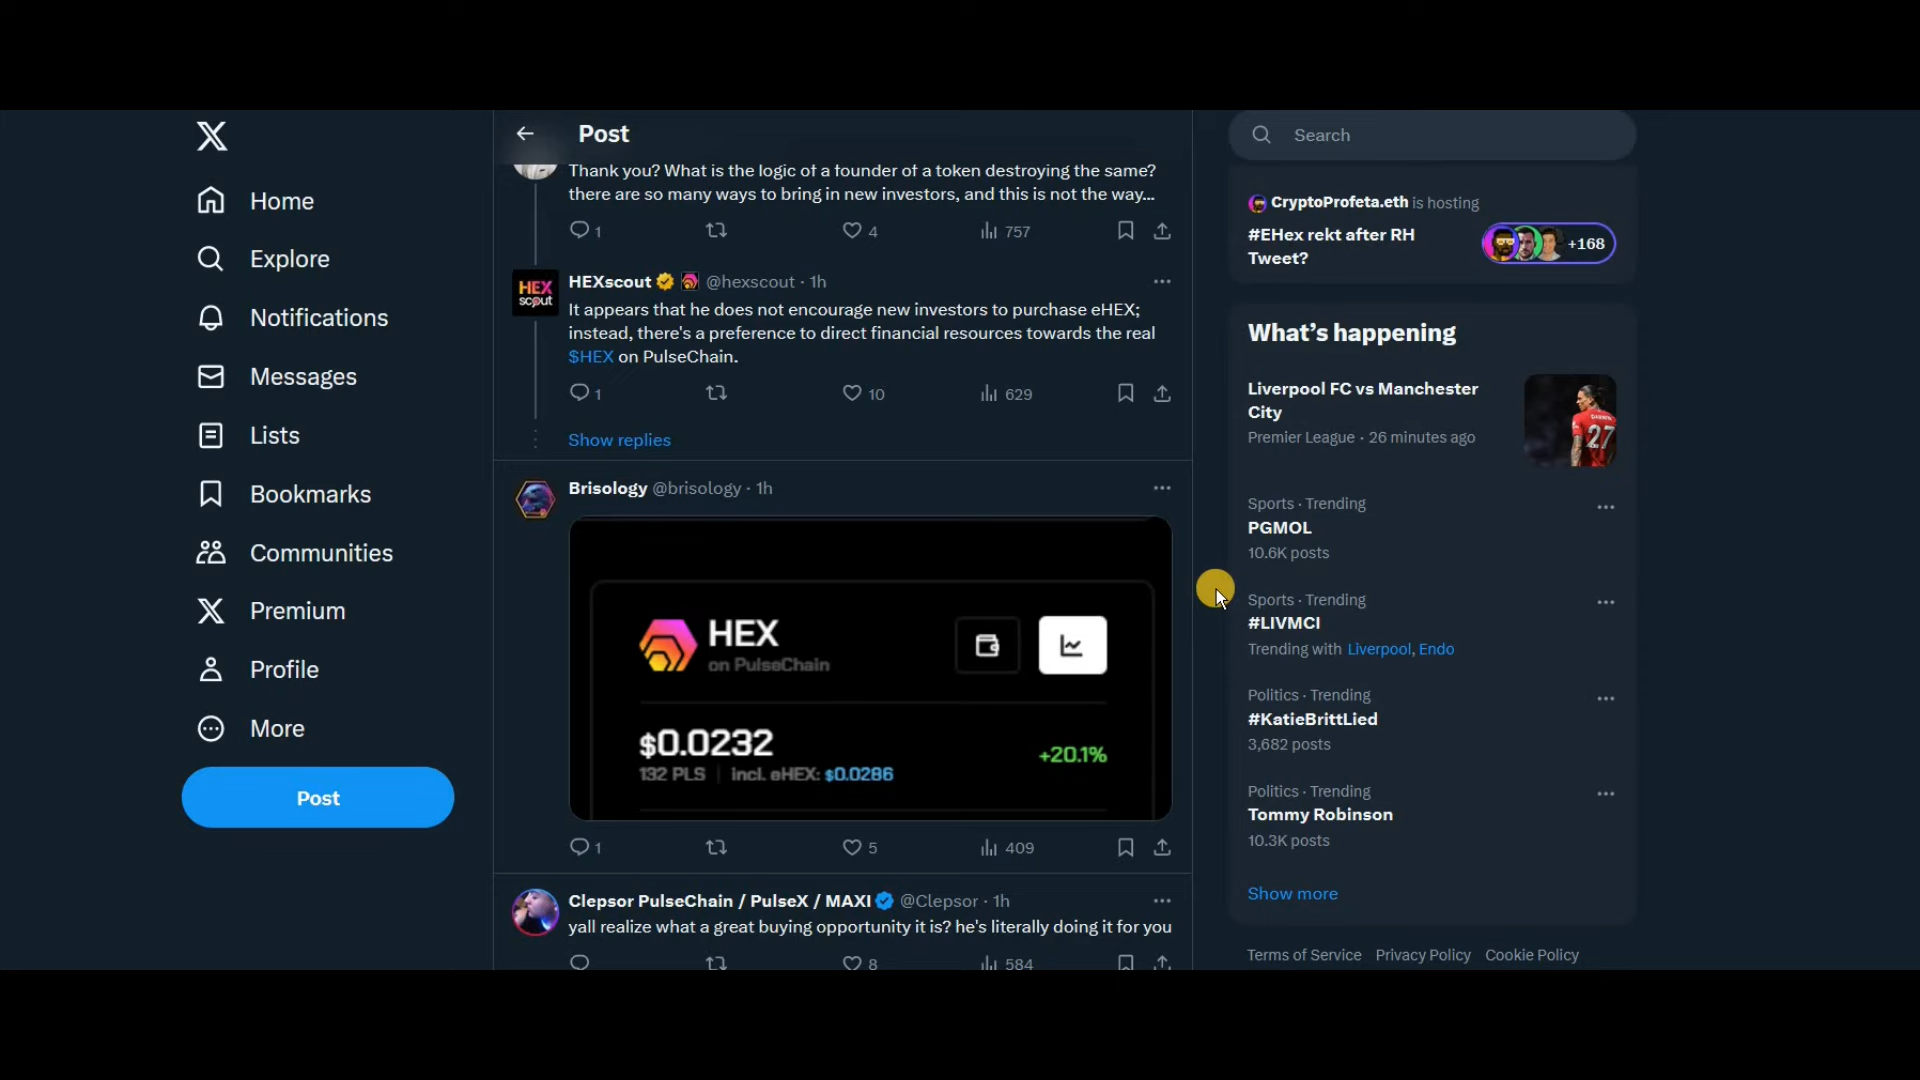 Home
Explore
Notifications
Messages
Lists
Bookmarks
Communities
Premium
Profile
More
Post
Post
Thank you? What is the logic of a founder of a token destroying the same?
there are so many ways to bring in new investors, and this is not the way...
1
4
757
HEX
scout
HEXscout @hexscout · 1h
It appears that he does not encourage new investors to purchase eHEX;
instead, there's a preference to direct financial resources towards the real
$HEX on PulseChain.
1
10
629
Show replies
Brisology @brisology · 1h
HEX
on PulseChain
$0.0232
+20.1%
132 PLS | incl. eHEX: $0.0286
1
5
409
Clepsor PulseChain / PulseX / MAXI @Clepsor · 1h
yall realize what a great buying opportunity it is? he's literally doing it for you
8
584
Search
CryptoProfeta.eth is hosting
#EHex rekt after RH
Tweet?
+168
What's happening
Liverpool FC vs Manchester
City
Premier League · 26 minutes ago
DARWIN
27
Sports · Trending
PGMOL
10.6K posts
Sports · Trending
#LIVMCI
Trending with Liverpool, Endo
Politics · Trending
#KatieBrittLied
3,682 posts
Politics · Trending
Tommy Robinson
10.3K posts
Show more
Terms of Service Privacy Policy Cookie Policy